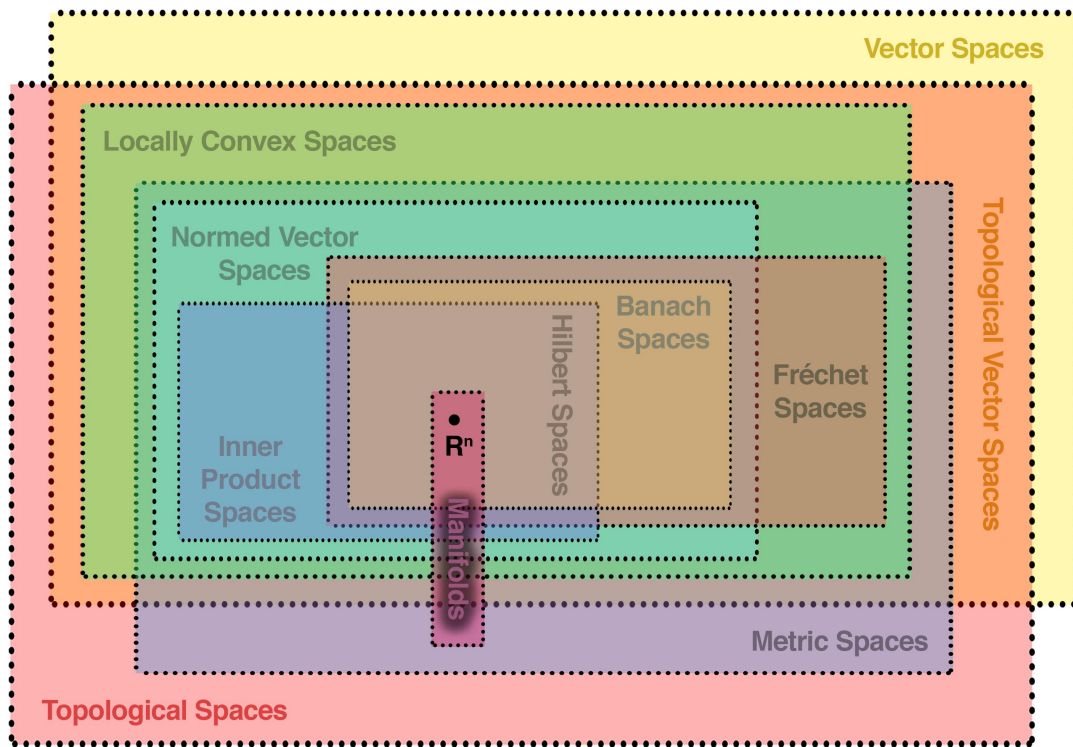 Vector Spaces
Locally Convex Spaces
Topological Vector Spaces
Normed Vector
Spaces
Banach
Spaces
Hilbert Spaces
Fréchet
Spaces
Inner
Product
Spaces
Rⁿ
Manifolds
Metric Spaces
Topological Spaces